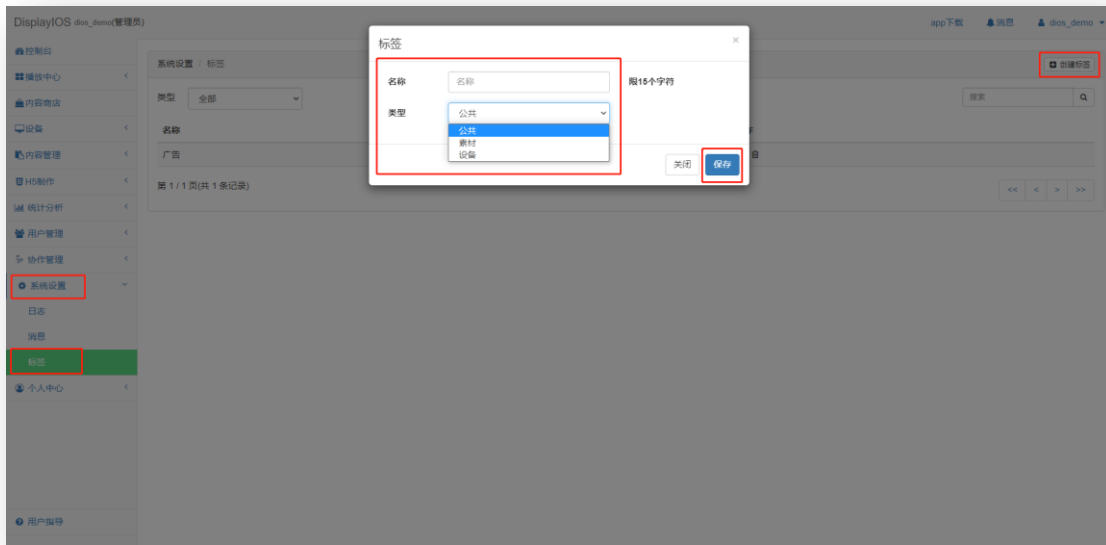 DisplayIOS dios_demo(管理员)
app下载 消息 dios_demo
控制台
播放中心
内容商店
设备
内容管理
H5制作
统计分析
用户管理
协作管理
系统设置
日志
消息
标签
个人中心
用户指导
系统设置 / 标签
创建标签
类型 全部
搜索
名称
广告
第 1 / 1 页(共 1 条记录)
<< < > >>
标签 ×
名称 名称 限15个字符
类型 公共
公共
素材
设备
关闭 保存